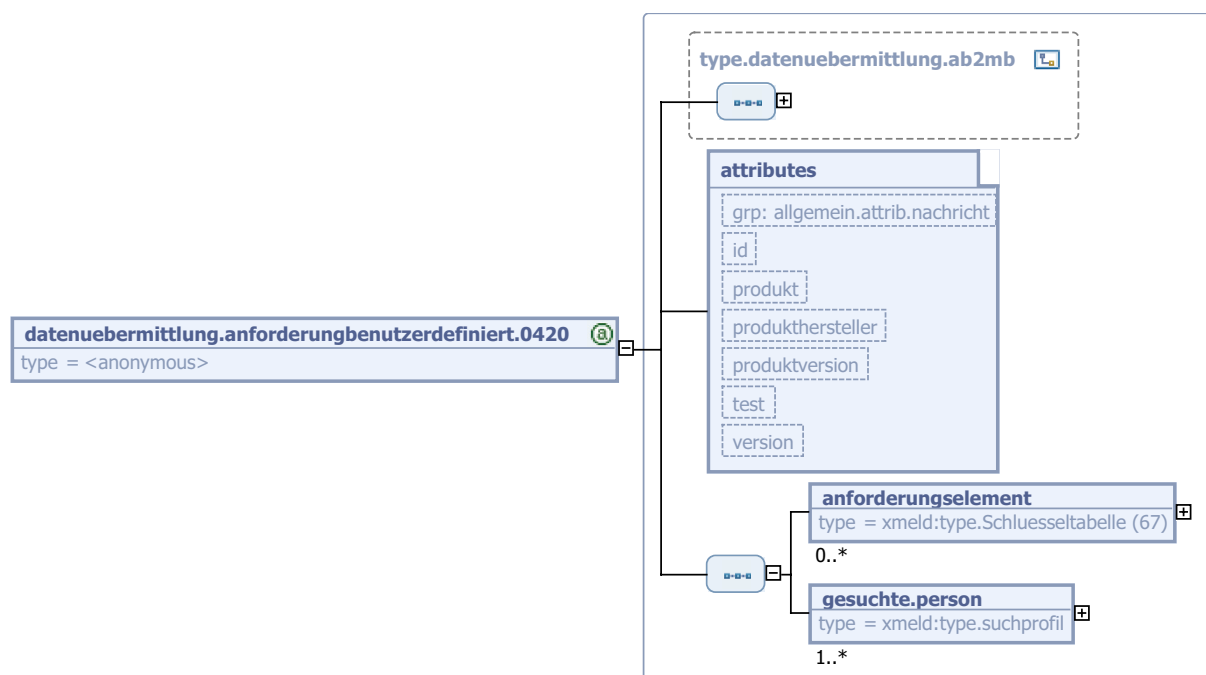 type.datenuebermittlung.ab2mb
attributes
grp: allgemein.attrib.nachricht
id
produkt
produkthersteller
produktversion
test
version
datenuebermittlung.anforderungbenutzerdefiniert.0420 @
type = <anonymous>
anforderungselement
type = xmeld:type.Schluesseltabelle (67)
0..*
gesuchte.person
type = xmeld:type.suchprofil
1..*